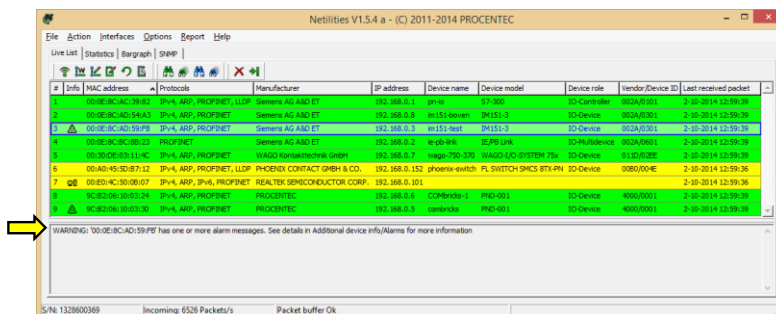 Netilities V1.5.4 a - (C) 2011-2014 PROCENTEC
File Action Interfaces Options Report Help
Live List Statistics Bargraph SNMP
# Info MAC address Protocols Manufacturer IP address Device name Device model Device role Vendor/Device ID Last received packet
1 00:0E:8C:AC:39:82 IPv4, ARP, PROFINET, LLDP Siemens AG A&D ET 192.168.0.1 pn-io S7-300 IO-Controller 002A/0101 2-10-2014 12:59:39
2 00:0E:8C:AD:54:A3 IPv4, ARP, PROFINET Siemens AG A&D ET 192.168.0.8 im151-boven IM151-3 IO-Device 002A/0301 2-10-2014 12:59:39
3 00:0E:8C:AD:59:FB IPv4, ARP, PROFINET Siemens AG A&D ET 192.168.0.3 im151-test IM151-3 IO-Device 002A/0301 2-10-2014 12:59:39
4 00:0E:8C:BC:8B:23 PROFINET Siemens AG A&D ET 192.168.0.2 ie-pb-link IE/PB Link IO-Multidevice 002A/0601 2-10-2014 12:59:39
5 00:30:DE:03:11:4C IPv4, ARP, PROFINET WAGO Kontakttechnik GmbH 192.168.0.7 wago-750-370 WAGO-I/O-SYSTEM 75x IO-Device 011D/02EE 2-10-2014 12:59:39
6 00:A0:45:5D:B7:12 IPv4, ARP, PROFINET, LLDP PHOENIX CONTACT GMBH & CO. 192.168.0.152 phoenix-switch FL SWITCH SMCS 8TX-PN IO-Device 00B0/004E 2-10-2014 12:59:36
7 00:E0:4C:50:0B:07 IPv4, ARP, IPv6, PROFINET REALTEK SEMICONDUCTOR CORP. 192.168.0.101 2-10-2014 12:59:36
8 9C:B2:06:10:03:24 IPv4, ARP, PROFINET PROCENTEC 192.168.0.6 COMbricks-1 PND-001 IO-Device 4000/0001 2-10-2014 12:59:39
9 9C:B2:06:10:03:30 IPv4, ARP, PROFINET PROCENTEC 192.168.0.5 combricks PND-001 IO-Device 4000/0001 2-10-2014 12:59:39
WARNING: '00:0E:8C:AD:59:FB' has one or more alarm messages. See details in Additional device info/Alarms for more information
S/N: 1328600369 Incoming: 6526 Packets/s Packet buffer Ok